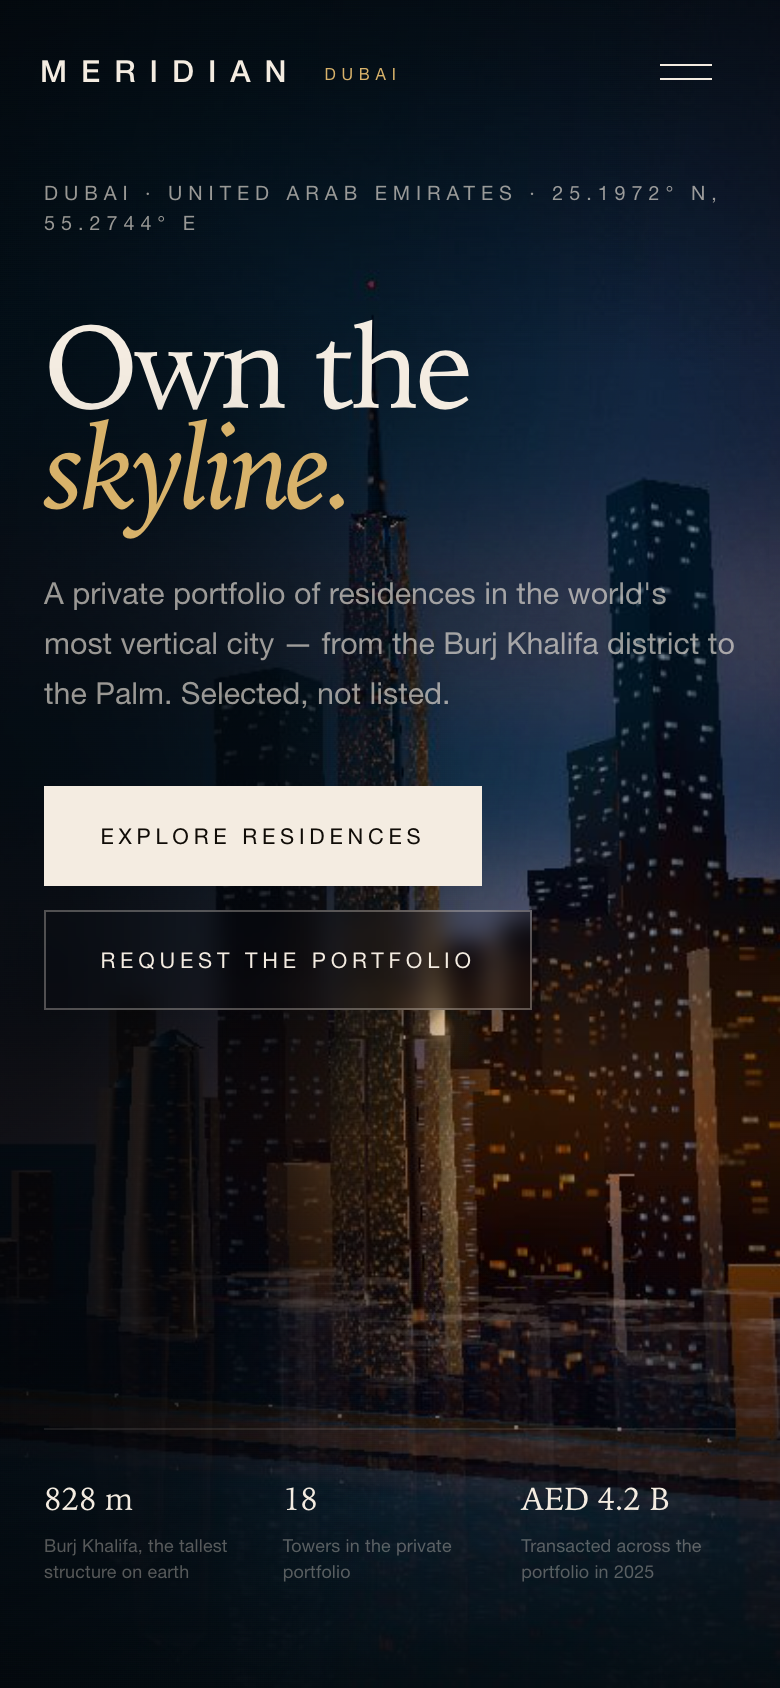 MERIDIAN DUBAI
DUBAI · UNITED ARAB EMIRATES · 25.1972° N,
55.2744° E
Own the
skyline.
A private portfolio of residences in the world's
most vertical city — from the Burj Khalifa district to
the Palm. Selected, not listed.
EXPLORE RESIDENCES
REQUEST THE PORTFOLIO
828 m 18 AED 4.2 B
Burj Khalifa, the tallest Towers in the private Transacted across the
structure on earth portfolio portfolio in 2025